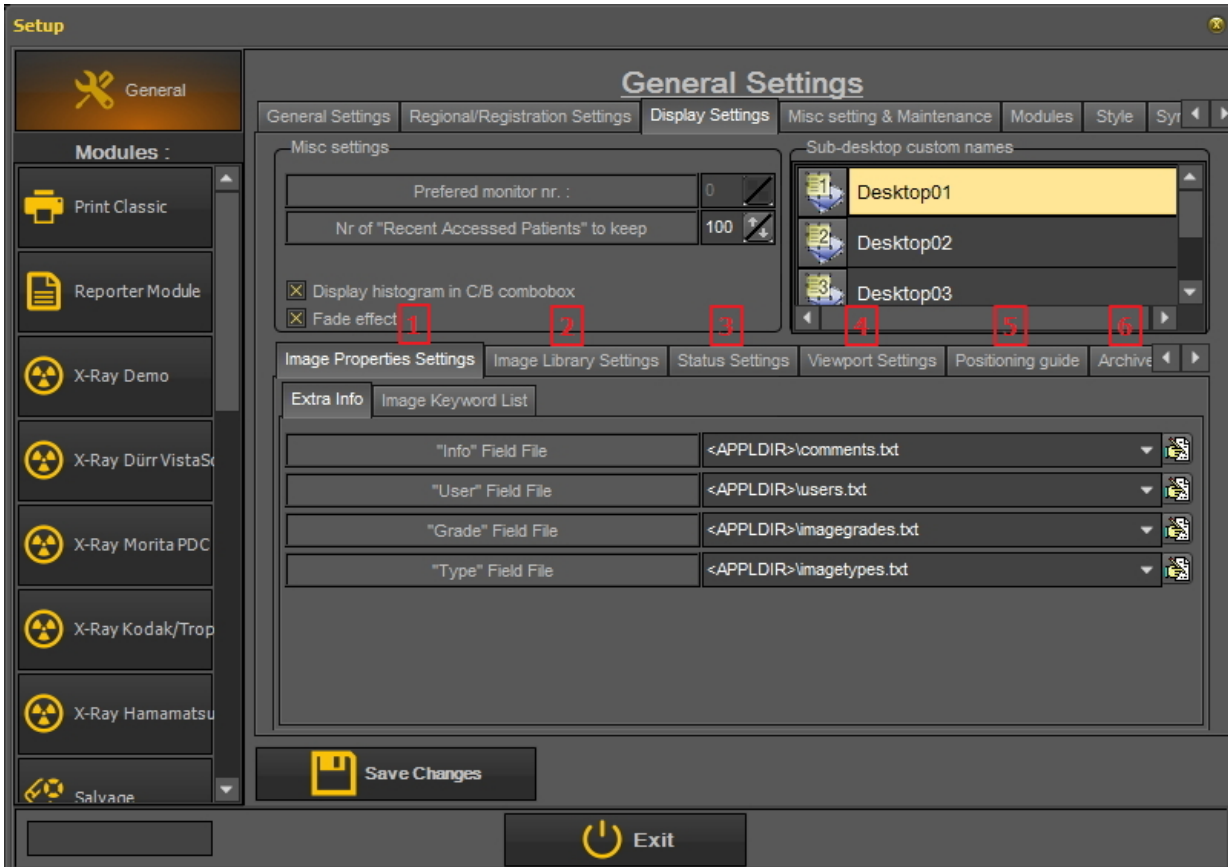 Setup
General
Modules :
Print Classic
Reporter Module
X-Ray Demo
X-Ray Dürr VistaSc
X-Ray Morita PDC
X-Ray Kodak/Trop
X-Ray Hamamatsu
Salvage
General Settings
General Settings Regional/Registration Settings Display Settings Misc setting & Maintenance Modules Style Syn
Misc settings
Prefered monitor nr. : 0
Nr of "Recent Accessed Patients" to keep 100
Display histogram in C/B combobox
Fade effect
Sub-desktop custom names
1 Desktop01
2 Desktop02
3 Desktop03
1 2 3 4 5 6
Image Properties Settings Image Library Settings Status Settings Viewport Settings Positioning guide Archive
Extra Info Image Keyword List
"Info" Field File <APPLDIR>\comments.txt
"User" Field File <APPLDIR>\users.txt
"Grade" Field File <APPLDIR>\imagegrades.txt
"Type" Field File <APPLDIR>\imagetypes.txt
Save Changes
Exit